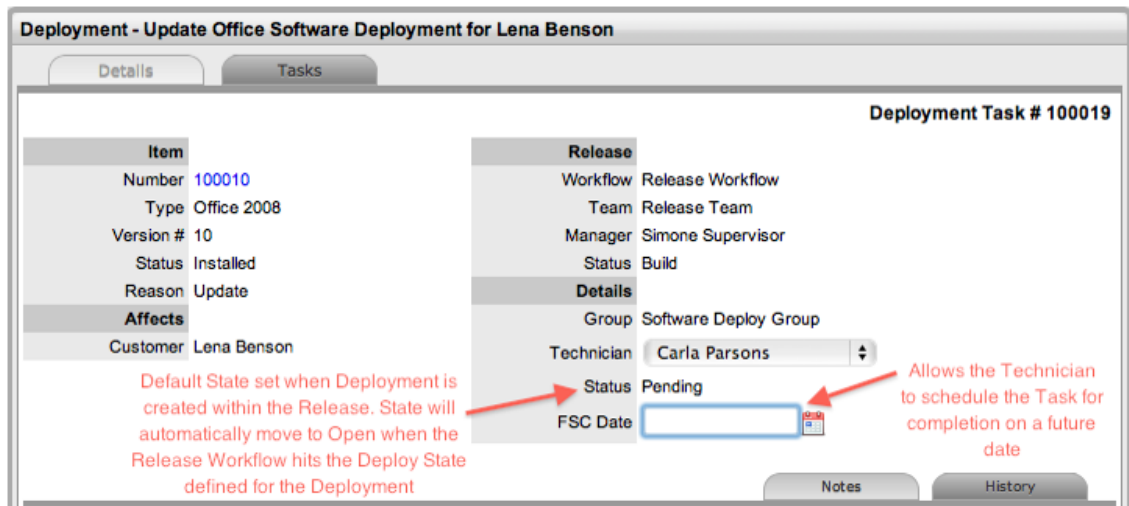 Deployment - Update Office Software Deployment for Lena Benson
Details
Tasks
Deployment Task # 100019
Item
Number 100010
Type Office 2008
Version # 10
Status Installed
Reason Update
Affects
Customer Lena Benson
Release
Workflow Release Workflow
Team Release Team
Manager Simone Supervisor
Status Build
Details
Group Software Deploy Group
Technician Carla Parsons
Status Pending
FSC Date
Default State set when Deployment is
created within the Release. State will
automatically move to Open when the
Release Workflow hits the Deploy State
defined for the Deployment
Allows the Technician
to schedule the Task for
completion on a future
date
Notes
History